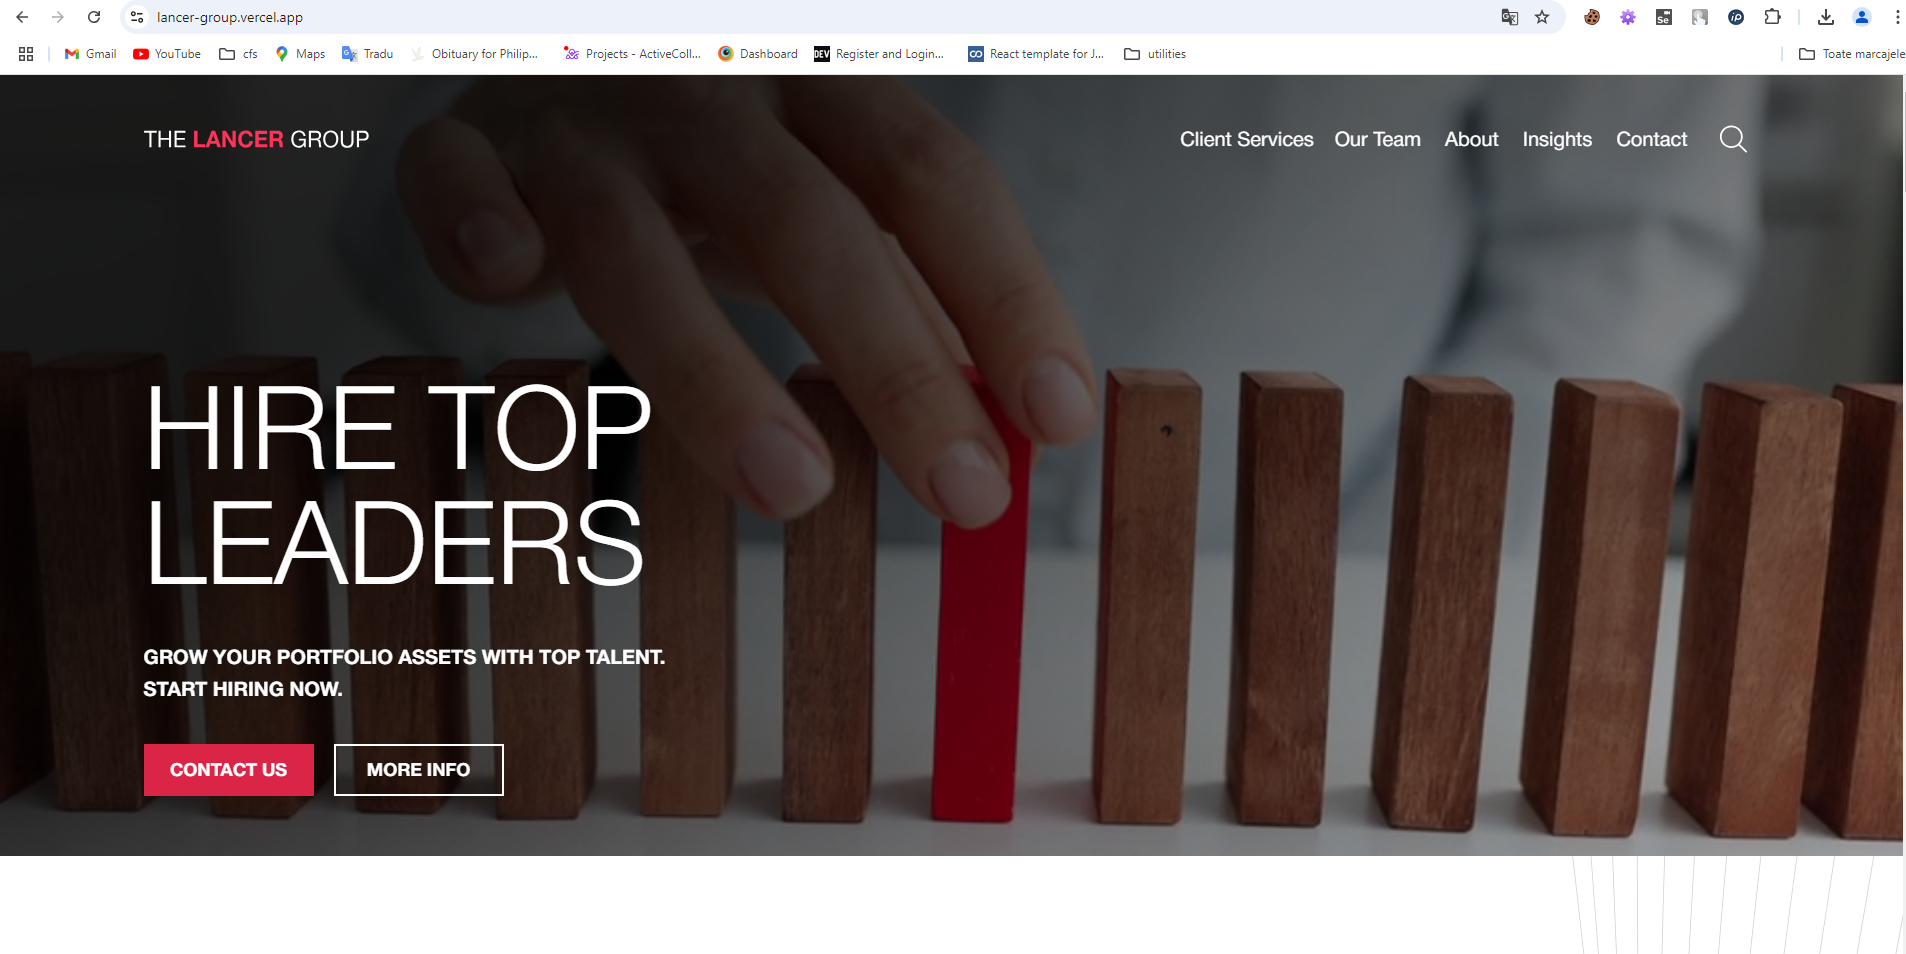 lancer-group.vercel.app
Gmail YouTube cfs Maps Tradu Obituary for Philip... Projects - ActiveColl... Dashboard DEV Register and Login... React template for J... utilities Toate marcajele
THE LANCER GROUP
Client Services Our Team About Insights Contact
HIRE TOP
LEADERS
GROW YOUR PORTFOLIO ASSETS WITH TOP TALENT.
START HIRING NOW.
CONTACT US MORE INFO